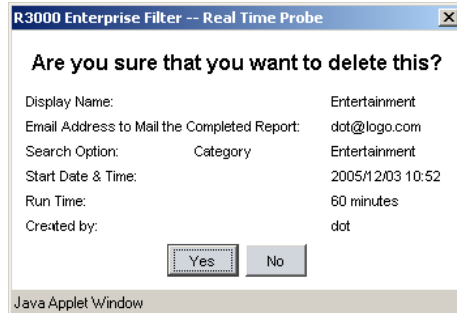 R3000 Enterprise Filter -- Real Time Probe
Are you sure that you want to delete this?
Display Name: Entertainment
Email Address to Mail the Completed Report: dot@logo.com
Search Option: Category Entertainment
Start Date & Time: 2005/12/03 10:52
Run Time: 60 minutes
Created by: dot
Yes No
Java Applet Window